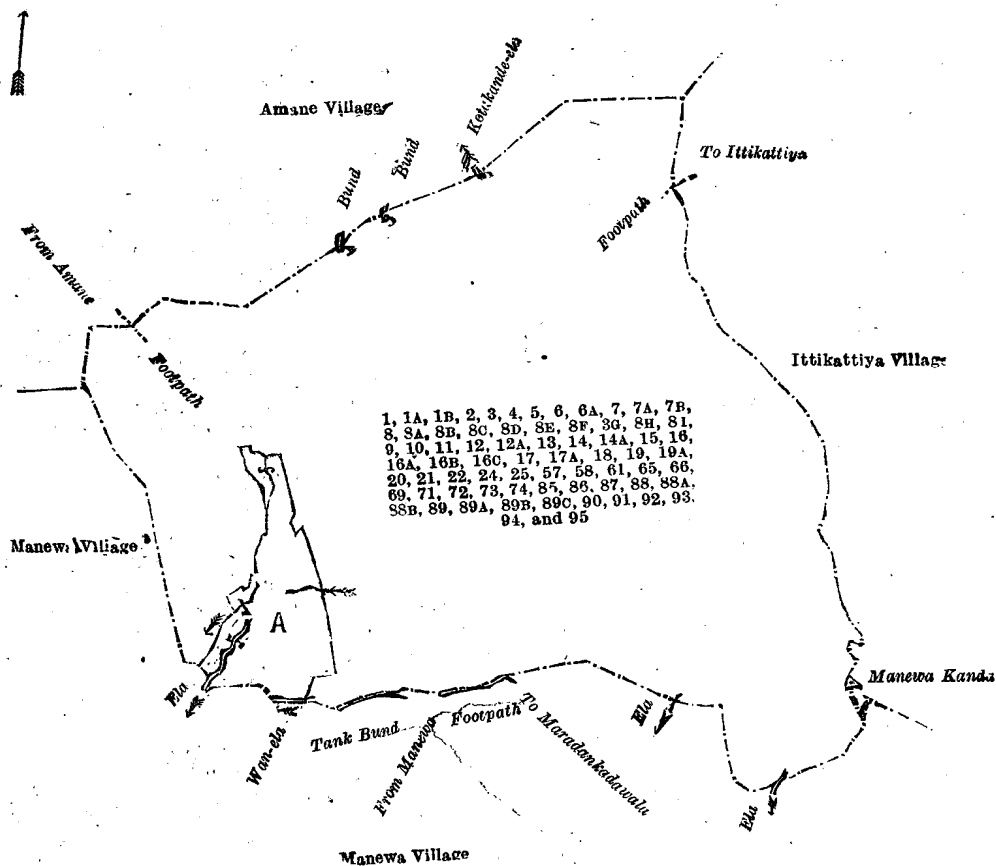 Amane Village
Kotakande-ela
Bund
Bund
To Ittikattiya
Footpath
From Amane
Footpath
Ittikattiya Village
1, 1A, 1B, 2, 3, 4, 5, 6, 6A, 7, 7A, 7B,
8, 8A, 8B, 8C, 8D, 8E, 8F, 8G, 8H, 8I,
9, 10, 11, 12, 12A, 13, 14, 14A, 15, 16,
16A, 16B, 16C, 17, 17A, 18, 19, 19A,
20, 21, 22, 24, 25, 57, 58, 61, 65, 66,
69, 71, 72, 73, 74, 85, 86, 87, 88, 88A,
88B, 89, 89A, 89B, 89C, 90, 91, 92, 93,
94, and 95
Manewa Village
A
Manewa Kanda
Ela
Wan-ela
Tank Bund
From Manewa
Footpath
To Maradankadawala
Ela
Ela
Manewa Village